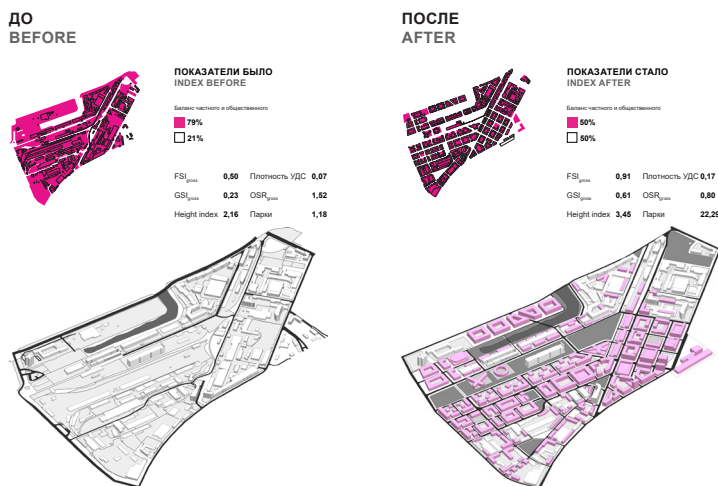 ДО
BEFORE
ПОКАЗАТЕЛИ БЫЛО
INDEX BEFORE
Баланс частного и общественного
79%
21%
FSIgross 0,50 Плотность УДС 0,07
GSIgross 0,23 OSRgross 1,52
Height index 2,16 Парки 1,18
ПОСЛЕ
AFTER
ПОКАЗАТЕЛИ СТАЛО
INDEX AFTER
Баланс частного и общественного
50%
50%
FSIgross 0,91 Плотность УДС 0,17
GSIgross 0,61 OSRgross 0,80
Height index 3,45 Парки 22,29